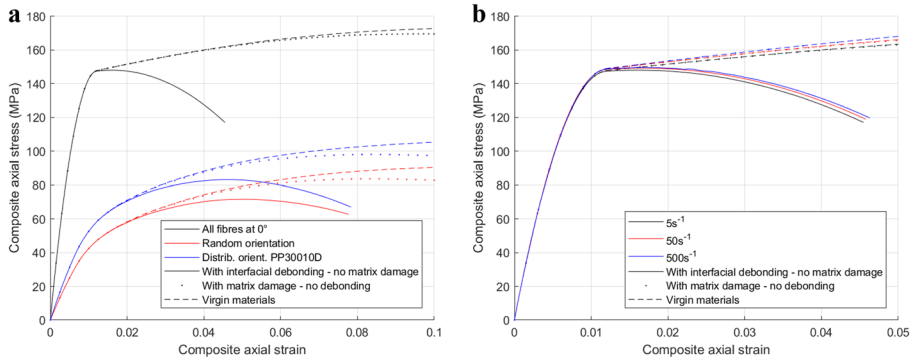 a
180
160
140
120
100
80
60
40
20
0
Composite axial stress (MPa)
All fibres at 0°
Random orientation
Distrib. orient. PP30010D
With interfacial debonding - no matrix damage
With matrix damage - no debonding
Virgin materials
0 0.02 0.04 0.06 0.08 0.1
Composite axial strain
b
180
160
140
120
100
80
60
40
20
0
Composite axial stress (MPa)
5s⁻¹
50s⁻¹
500s⁻¹
With interfacial debonding - no matrix damage
With matrix damage - no debonding
Virgin materials
0 0.01 0.02 0.03 0.04 0.05
Composite axial strain